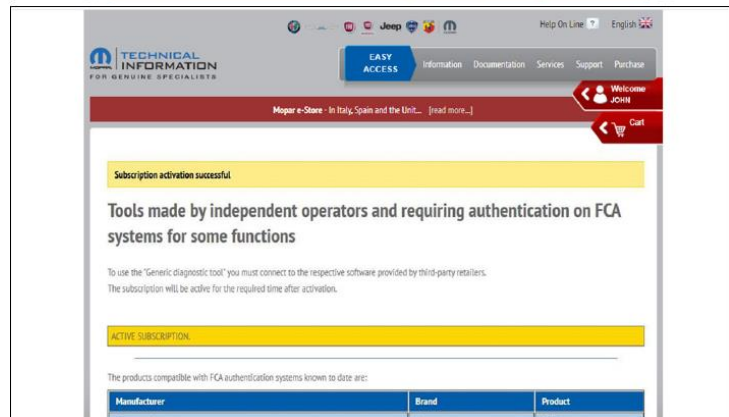 Jeep
Help On Line ?
English
TECHNICAL
INFORMATION
FOR GENUINE SPECIALISTS
EASY
ACCESS
Information
Documentation
Services
Support
Purchase
Welcome
JOHN
Mopar e-Store - In Italy, Spain and the Unit... [read more...]
Cart
Subscription activation successful
Tools made by independent operators and requiring authentication on FCA
systems for some functions
To use the "Generic diagnostic tool" you must connect to the respective software provided by third-party retailers.
The subscription will be active for the required time after activation.
ACTIVE SUBSCRIPTION.
The products compatible with FCA authentication systems known to date are:
Manufacturer
Brand
Product